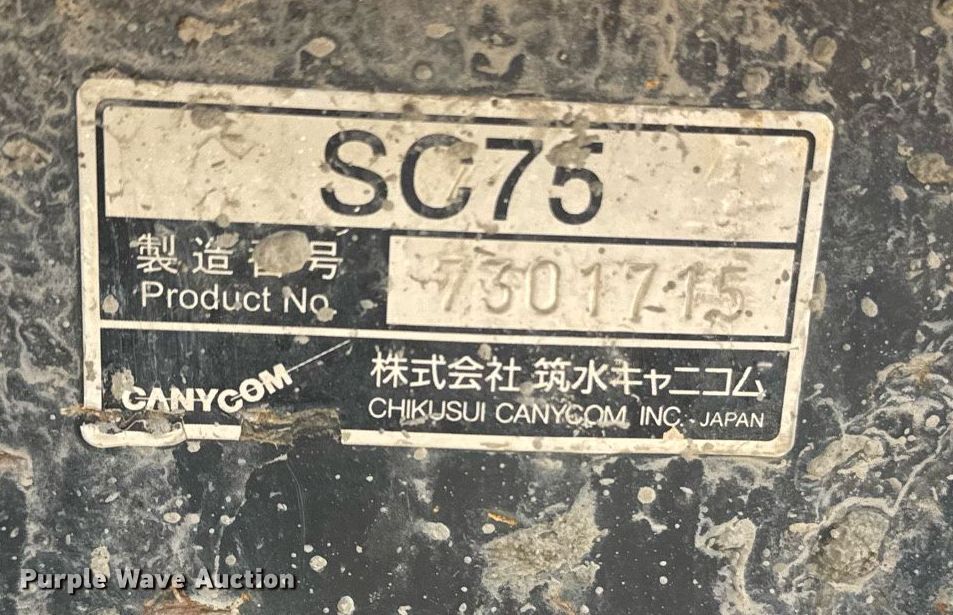 SC75
製造番号
Product No. 7301715
CANYCOM
株式会社 筑水キャニコム
CHIKUSUI CANYCOM, INC. JAPAN
Purple Wave Auction